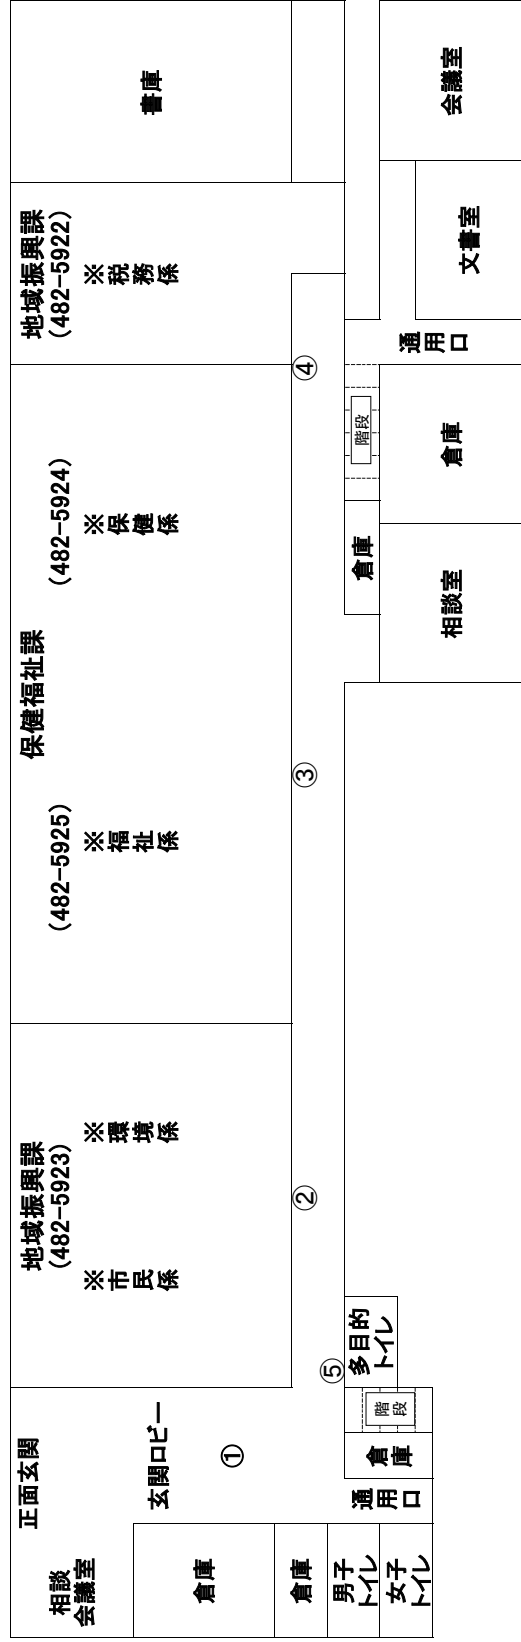 正面玄関
相談
会議室
倉庫
倉庫
男子
トイレ
女子
トイレ
玄関ロビー
①
通用口
倉庫
階段
多目的
トイレ
⑤
地域振興課
(482-5923)
※市民係
※環境係
②
保健福祉課
(482-5925)
※福祉係
(482-5924)
※保健係
③
④
地域振興課
(482-5922)
※税務係
書庫
相談室
倉庫
倉庫
階段
通用口
文書室
会議室